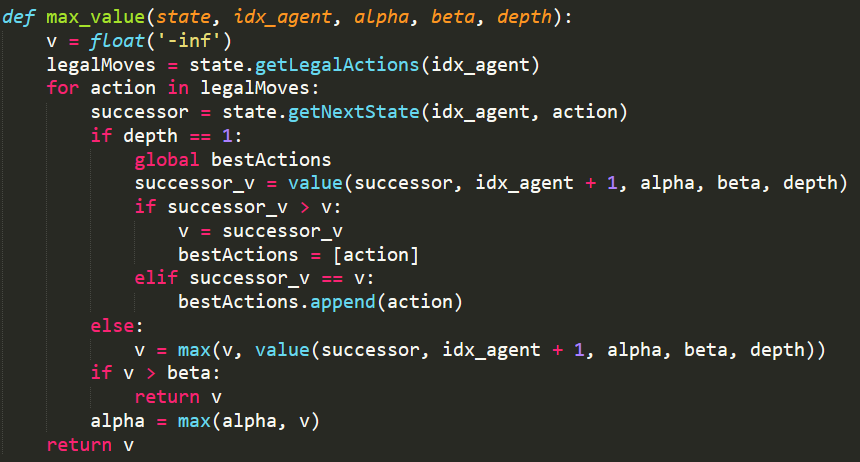 def max_value(state, idx_agent, alpha, beta, depth):
    v = float('-inf')
    legalMoves = state.getLegalActions(idx_agent)
    for action in legalMoves:
        successor = state.getNextState(idx_agent, action)
        if depth == 1:
            global bestActions
            successor_v = value(successor, idx_agent + 1, alpha, beta, depth)
            if successor_v > v:
                v = successor_v
                bestActions = [action]
            elif successor_v == v:
                bestActions.append(action)
        else:
            v = max(v, value(successor, idx_agent + 1, alpha, beta, depth))
        if v > beta:
            return v
        alpha = max(alpha, v)
    return v